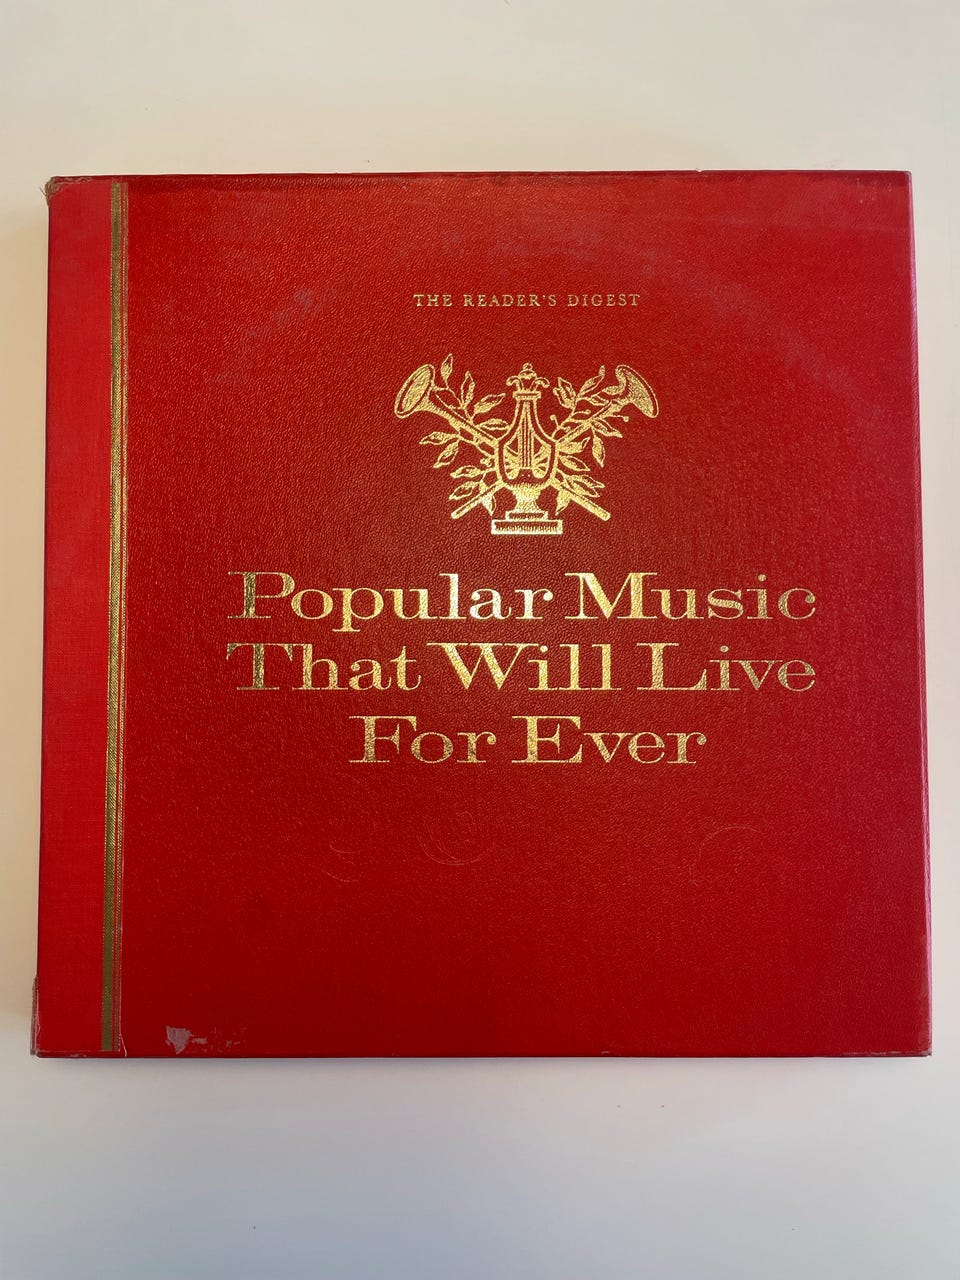 THE READER'S DIGEST
Popular Music
That Will Live
For Ever